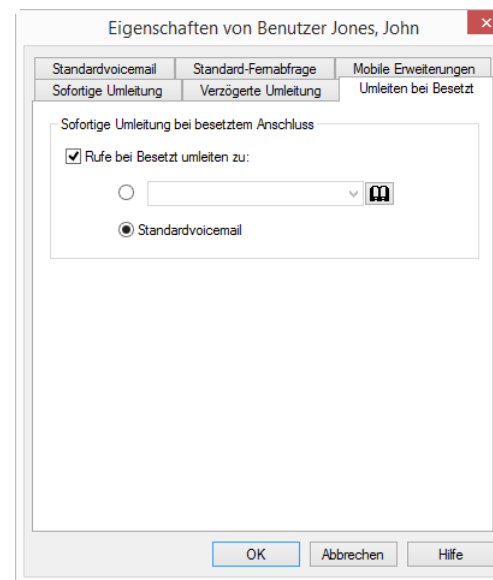 Eigenschaften von Benutzer Jones, John
Standardvoicemail Standard-Fernabfrage Mobile Erweiterungen
Sofortige Umleitung Verzögerte Umleitung Umleiten bei Besetzt
Sofortige Umleitung bei besetztem Anschluss
Rufe bei Besetzt umleiten zu:
Standardvoicemail
OK Abbrechen Hilfe